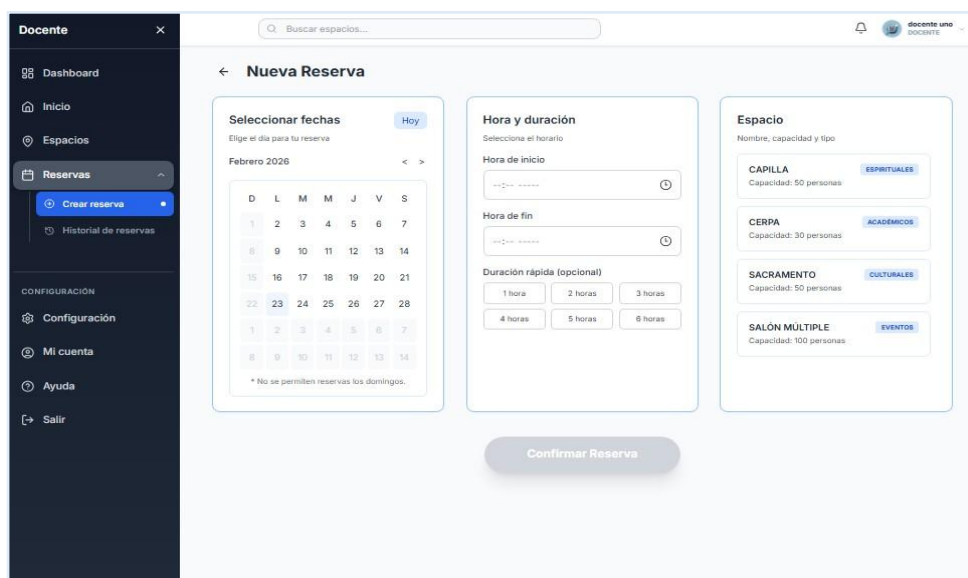 Docente
Dashboard
Inicio
Espacios
Reservas
Crear reserva
Historial de reservas
CONFIGURACIÓN
Configuración
Mi cuenta
Ayuda
Salir
Buscar espacios...
docente uno
DOCENTE
Nueva Reserva
Seleccionar fechas
Hoy
Elige el día para tu reserva
Febrero 2026
< >
D L M M J V S
1 2 3 4 5 6 7
8 9 10 11 12 13 14
15 16 17 18 19 20 21
22 23 24 25 26 27 28
1 2 3 4 5 6 7
8 9 10 11 12 13 14
* No se permiten reservas los domingos.
Hora y duración
Selecciona el horario
Hora de inicio
--:-- -----
Hora de fin
--:-- -----
Duración rápida (opcional)
1 hora 2 horas 3 horas
4 horas 5 horas 6 horas
Espacio
Nombre, capacidad y tipo
CAPILLA ESPIRITUALES
Capacidad: 50 personas
CERPA ACADÉMICOS
Capacidad: 30 personas
SACRAMENTO CULTURALES
Capacidad: 50 personas
SALÓN MÚLTIPLE EVENTOS
Capacidad: 100 personas
Confirmar Reserva